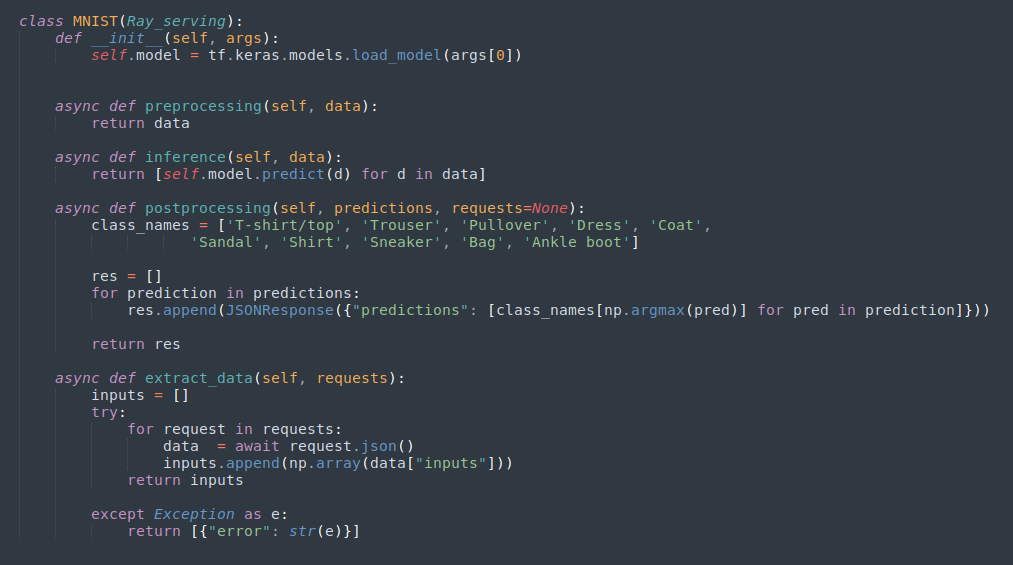 class MNIST(Ray_serving):
    def __init__(self, args):
        self.model = tf.keras.models.load_model(args[0])
    async def preprocessing(self, data):
        return data
    async def inference(self, data):
        return [self.model.predict(d) for d in data]
    async def postprocessing(self, predictions, requests=None):
        class_names = ['T-shirt/top', 'Trouser', 'Pullover', 'Dress', 'Coat',
                   'Sandal', 'Shirt', 'Sneaker', 'Bag', 'Ankle boot']
        res = []
        for prediction in predictions:
            res.append(JSONResponse({"predictions": [class_names[np.argmax(pred)] for pred in prediction]}))
        return res
    async def extract_data(self, requests):
        inputs = []
        try:
            for request in requests:
                data  = await request.json()
                inputs.append(np.array(data["inputs"]))
            return inputs
        except Exception as e:
            return [{"error": str(e)}]